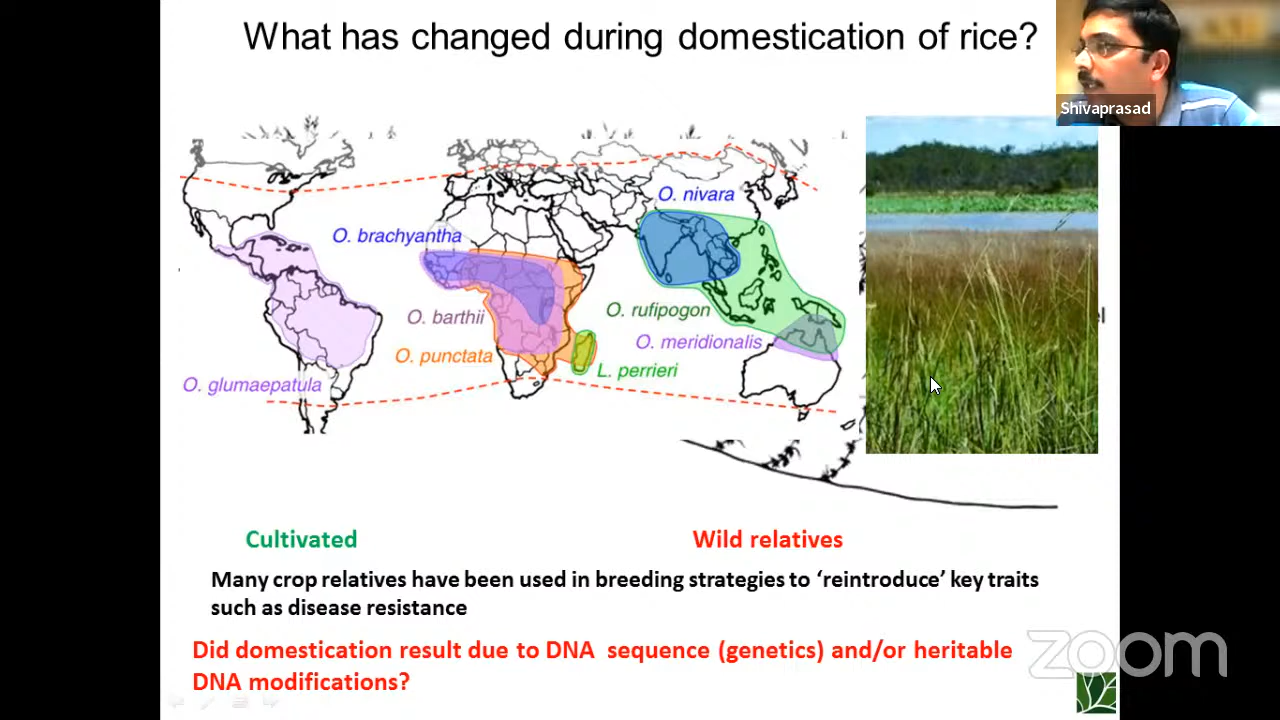 What has changed during domestication of rice?
Shivaprasad
O. nivara
O. brachyantha
O. barthii
O. rufipogon
O. meridionalis
O. punctata
L. perrieri
O. glumaepatula
Cultivated
Wild relatives
Many crop relatives have been used in breeding strategies to ‘reintroduce’ key traits
such as disease resistance
Did domestication result due to DNA sequence (genetics) and/or heritable
DNA modifications?
zoom